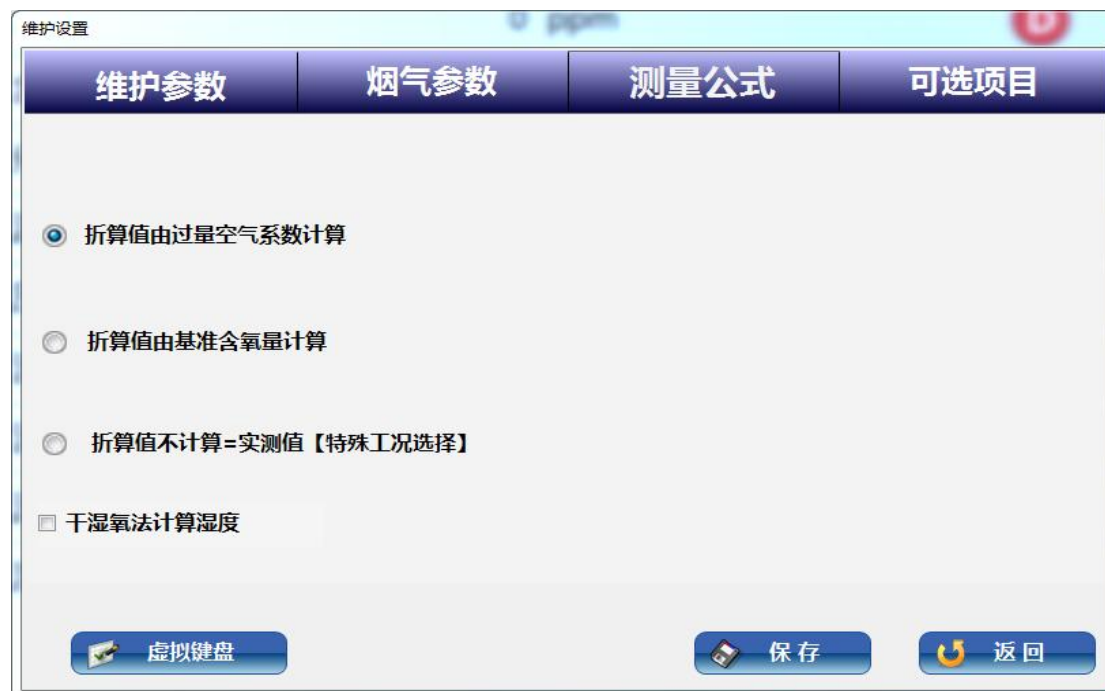 维护设置
0 ppm
维护参数 烟气参数 测量公式 可选项目
折算值由过量空气系数计算
折算值由基准含氧量计算
折算值不计算=实测值【特殊工况选择】
干湿氧法计算湿度
虚拟键盘 保存 返回